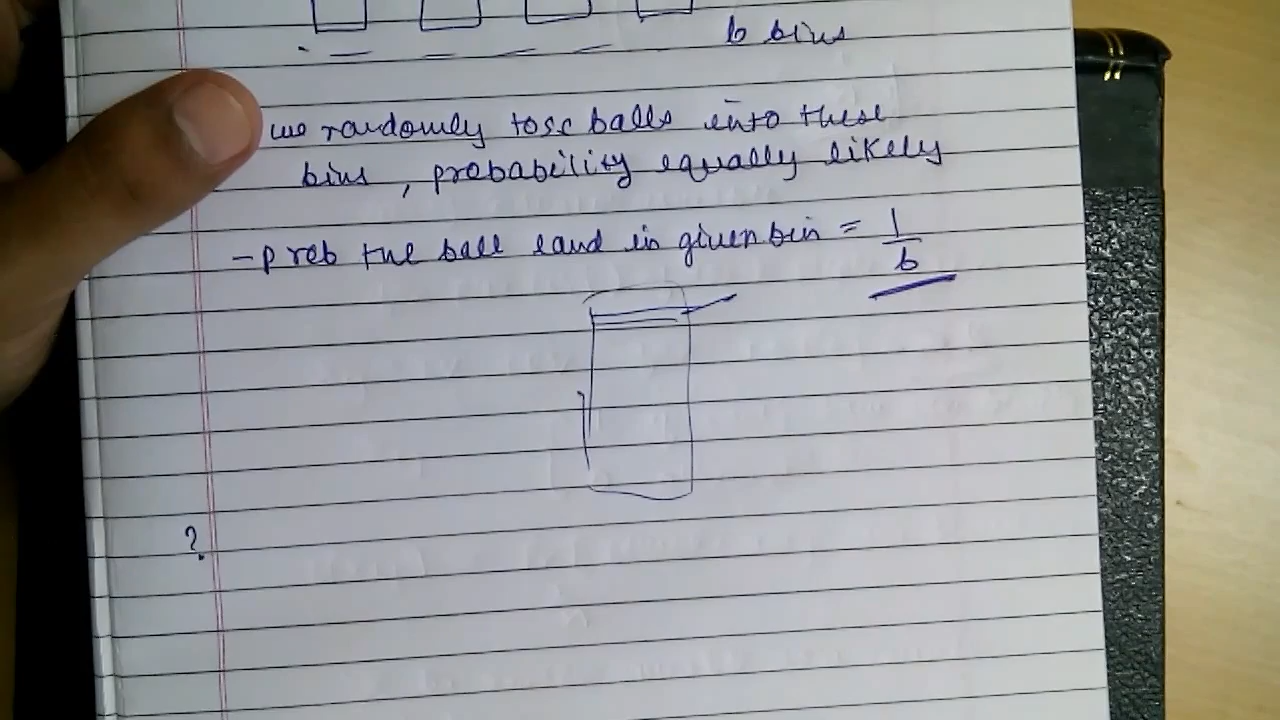 b bins
we randomly toss balls into these
bins, probability equally likely
- prob the ball land in given bin = 1/b
?